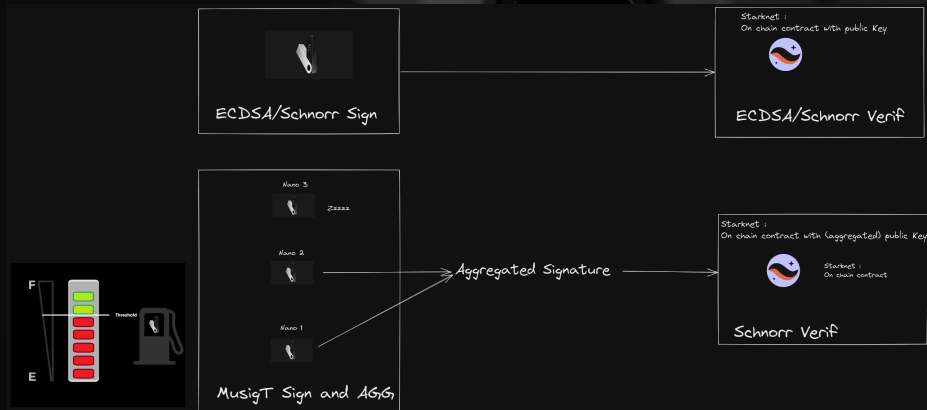 Starknet :
On chain contract with public Key
ECDSA/Schnorr Sign
ECDSA/Schnorr Verif
Nano 3
Zzzzz
Starknet :
On chain contract with (aggregated) public Key
Nano 2
Aggregated Signature
Starknet :
On chain contract
F
Threshold
Nano 1
Schnorr Verif
E
MusigT Sign and AGG